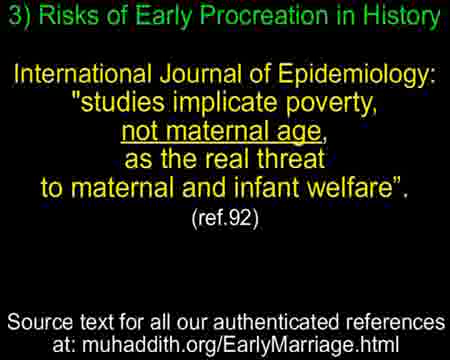 3) Risks of Early Procreation in History
International Journal of Epidemiology:
"studies implicate poverty,
not maternal age,
as the real threat
to maternal and infant welfare”.
(ref.92)
Source text for all our authenticated references
at: muhaddith.org/EarlyMarriage.html